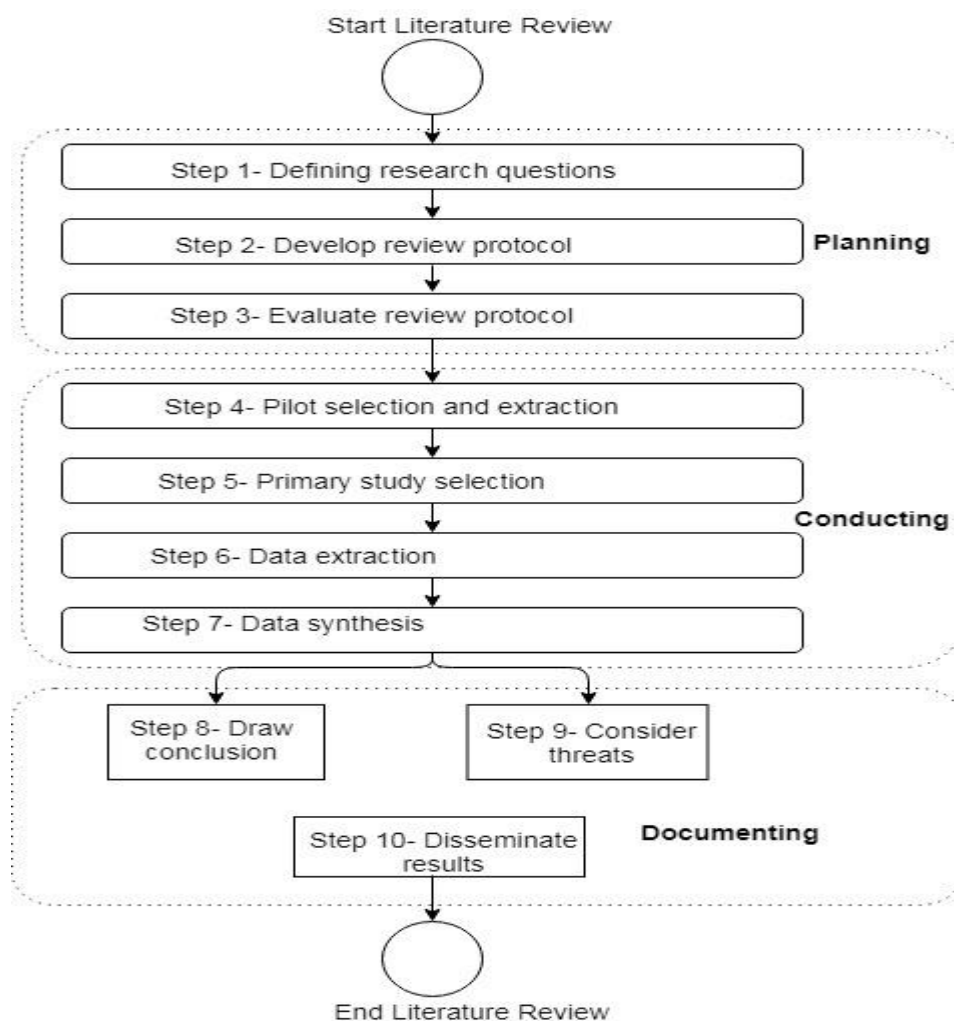 Start Literature Review
Step 1- Defining research questions
Step 2- Develop review protocol
Planning
Step 3- Evaluate review protocol
Step 4- Pilot selection and extraction
Step 5- Primary study selection
Conducting
Step 6- Data extraction
Step 7- Data synthesis
Step 8- Draw
conclusion
Step 9- Consider
threats
Documenting
Step 10- Disseminate
results
End Literature Review